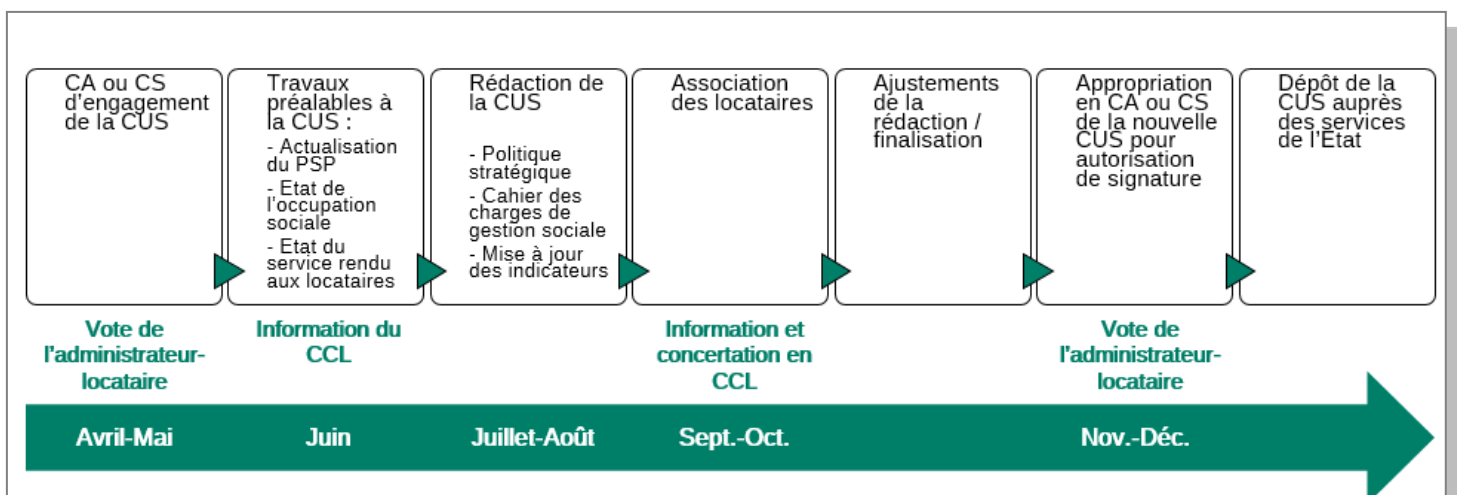 CA ou CS
d’engagement
de la CUS
Travaux
préalables à
la CUS :
- Actualisation
du PSP
- Etat de
l’occupation
sociale
- Etat du
service rendu
aux locataires
Rédaction de
la CUS
- Politique
stratégique
- Cahier des
charges de
gestion sociale
- Mise à jour
des indicateurs
Association
des locataires
Ajustements
de la
rédaction /
finalisation
Appropriation
en CA ou CS
de la nouvelle
CUS pour
autorisation
de signature
Dépôt de la
CUS auprès
des services
de l’Etat
Vote de
l’administrateur-
locataire
Information du
CCL
Information et
concertation en
CCL
Vote de
l’administrateur-
locataire
Avril-Mai
Juin
Juillet-Août
Sept.-Oct.
Nov.-Déc.